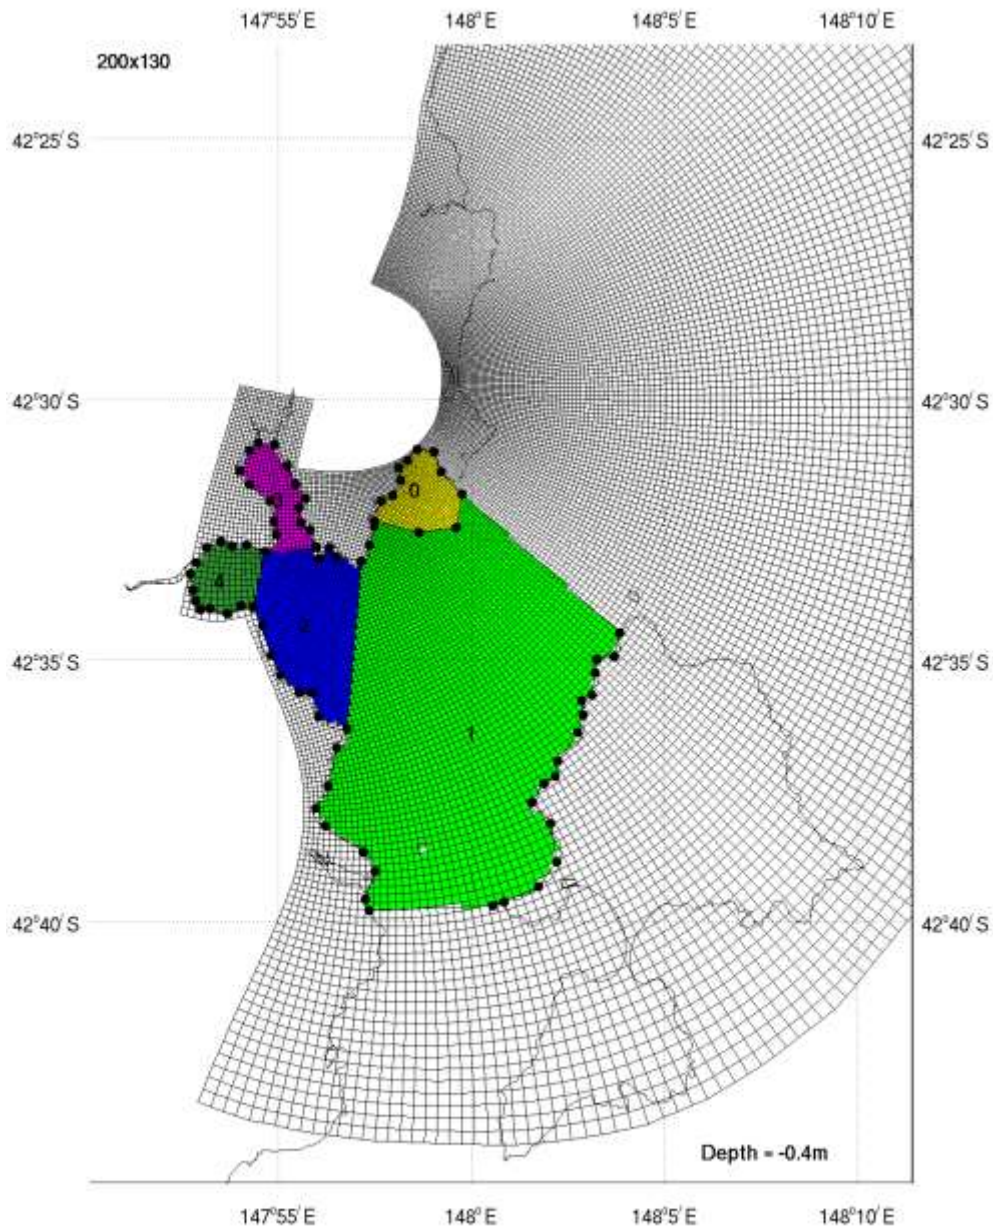 147°55′ E 148° E 148°5′ E 148°10′ E
200x130
42°25′ S 42°25′ S
42°30′ S 42°30′ S
0
4
2
42°35′ S 42°35′ S
1
42°40′ S 42°40′ S
Depth = -0.4m
147°55′ E 148° E 148°5′ E 148°10′ E